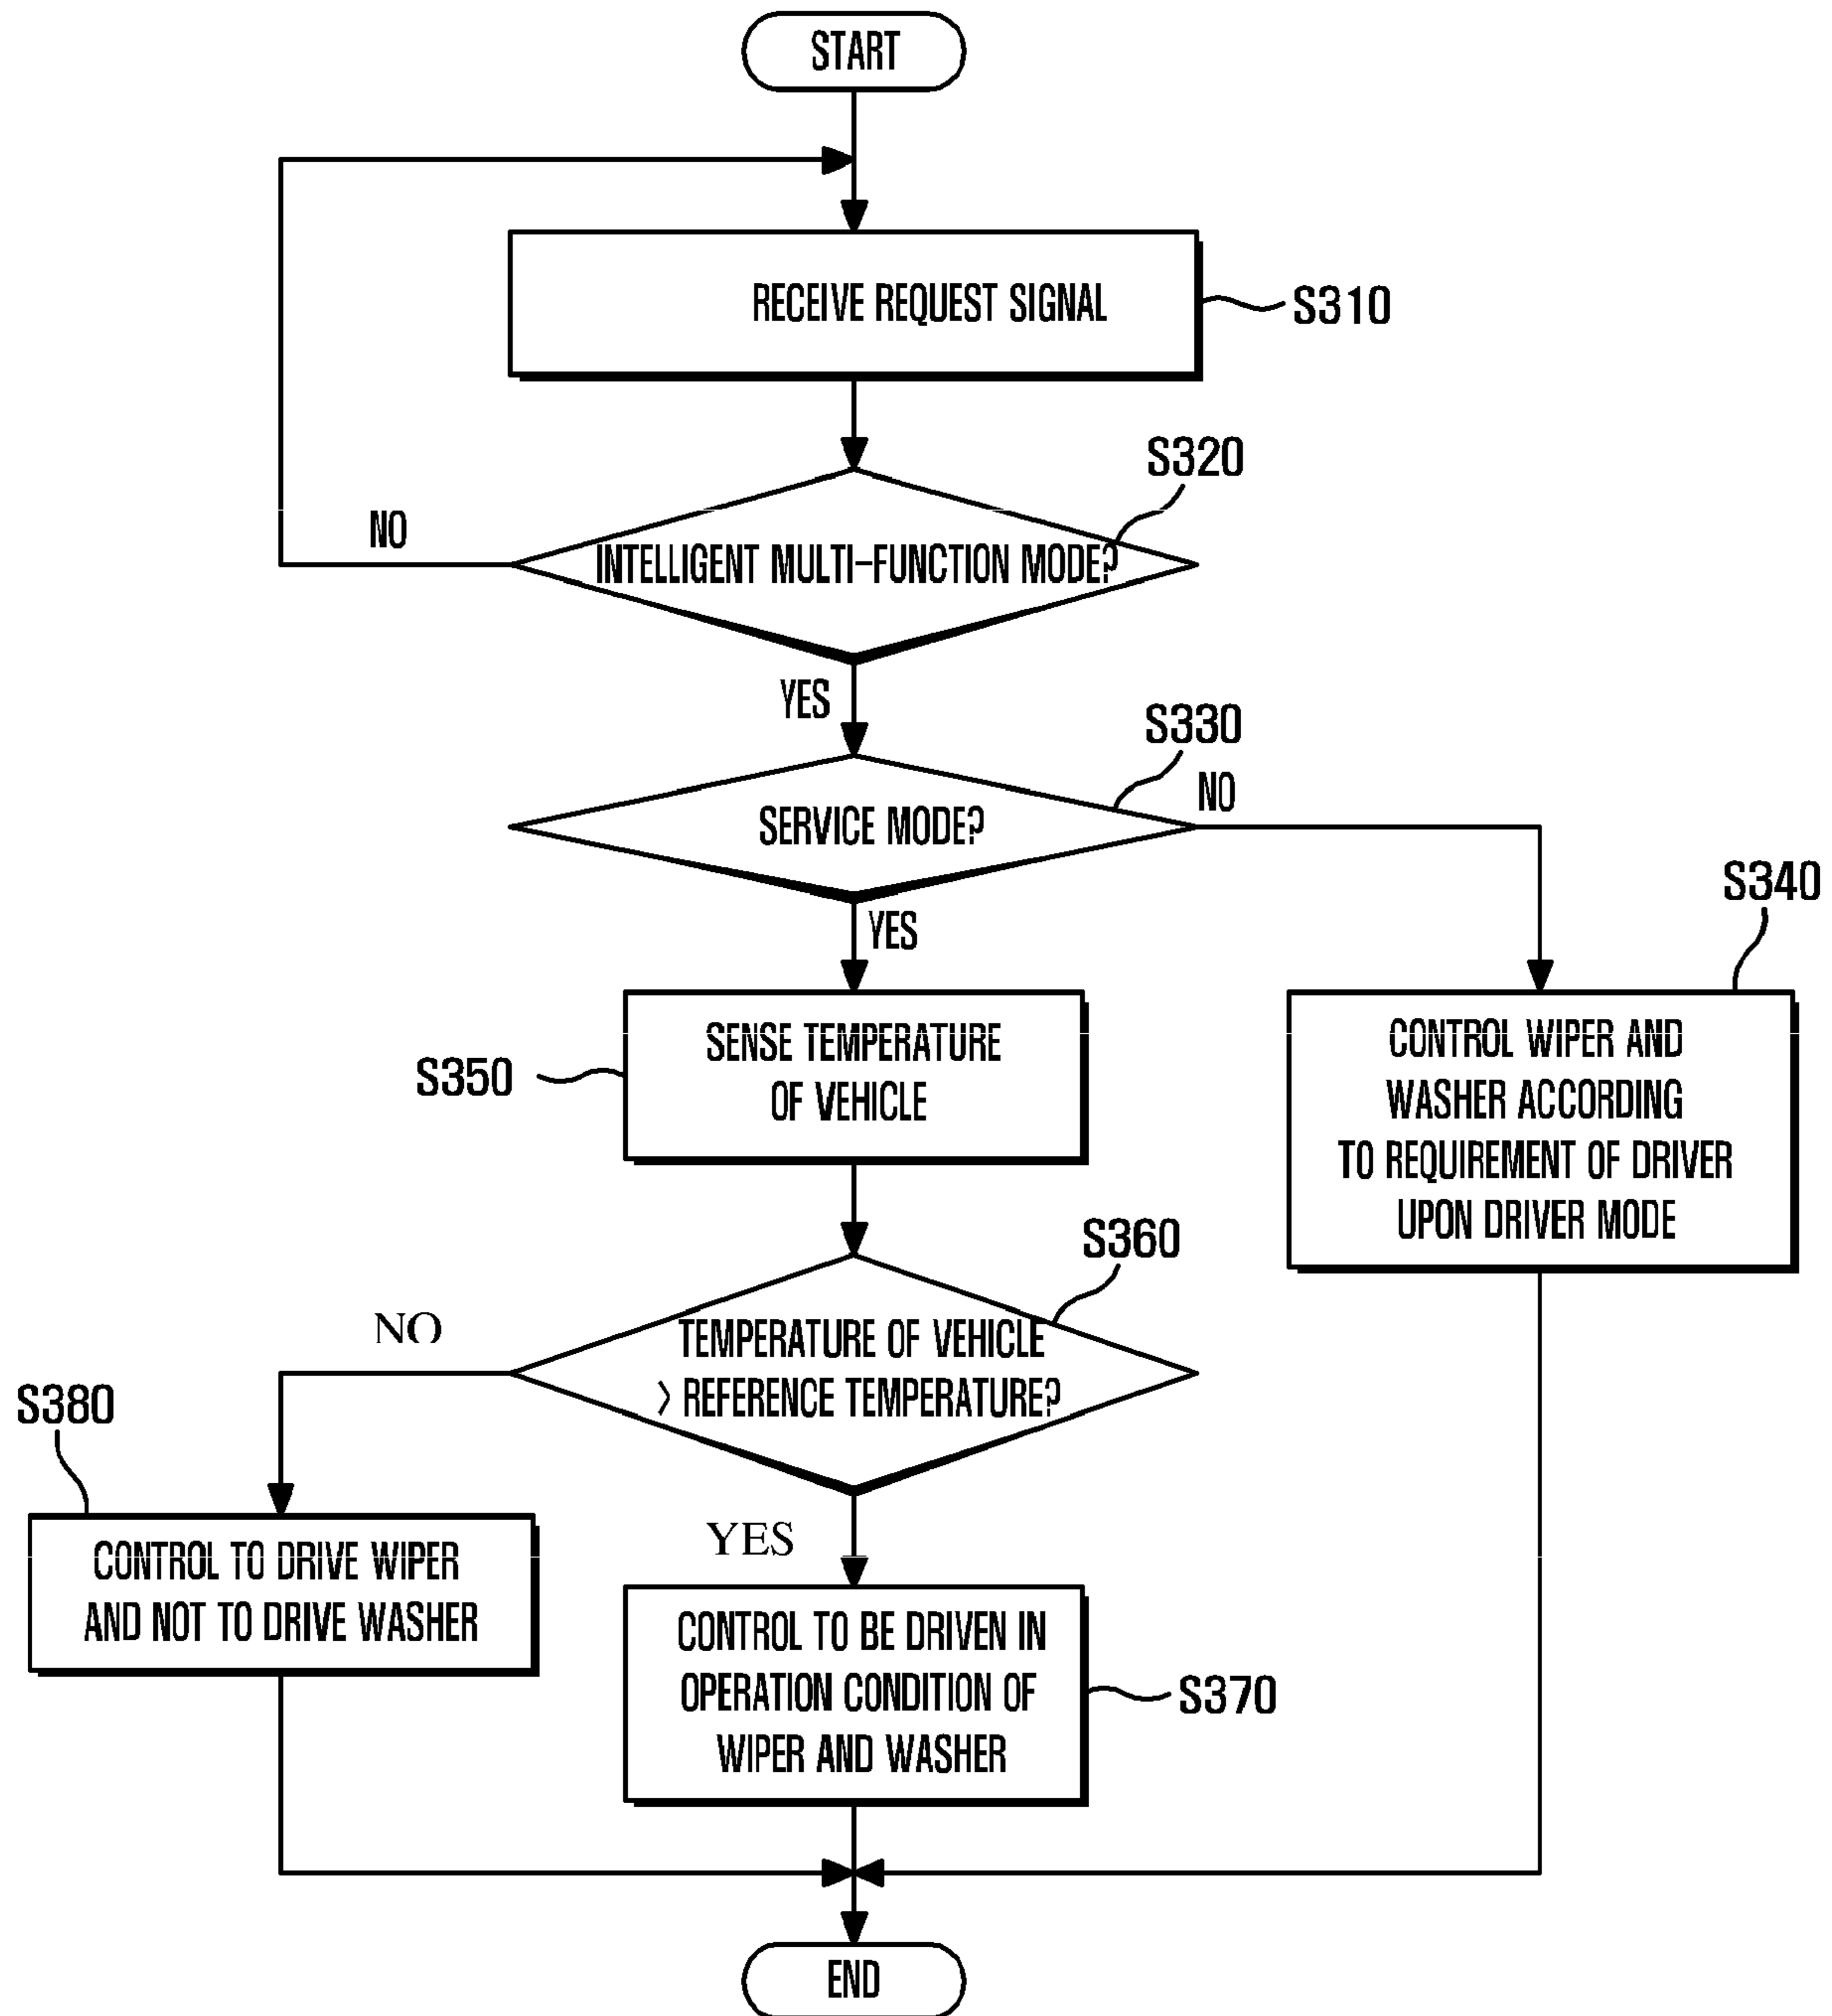 START
RECEIVE REQUEST SIGNAL
S310
S320
NO
INTELLIGENT MULTI-FUNCTION MODE?
YES
S330
NO
SERVICE MODE?
YES
S340
SENSE TEMPERATURE
OF VEHICLE
S350
CONTROL WIPER AND
WASHER ACCORDING
TO REQUIREMENT OF DRIVER
UPON DRIVER MODE
S360
NO
TEMPERATURE OF VEHICLE
> REFERENCE TEMPERATURE?
S380
YES
CONTROL TO DRIVE WIPER
AND NOT TO DRIVE WASHER
CONTROL TO BE DRIVEN IN
OPERATION CONDITION OF
WIPER AND WASHER
S370
END